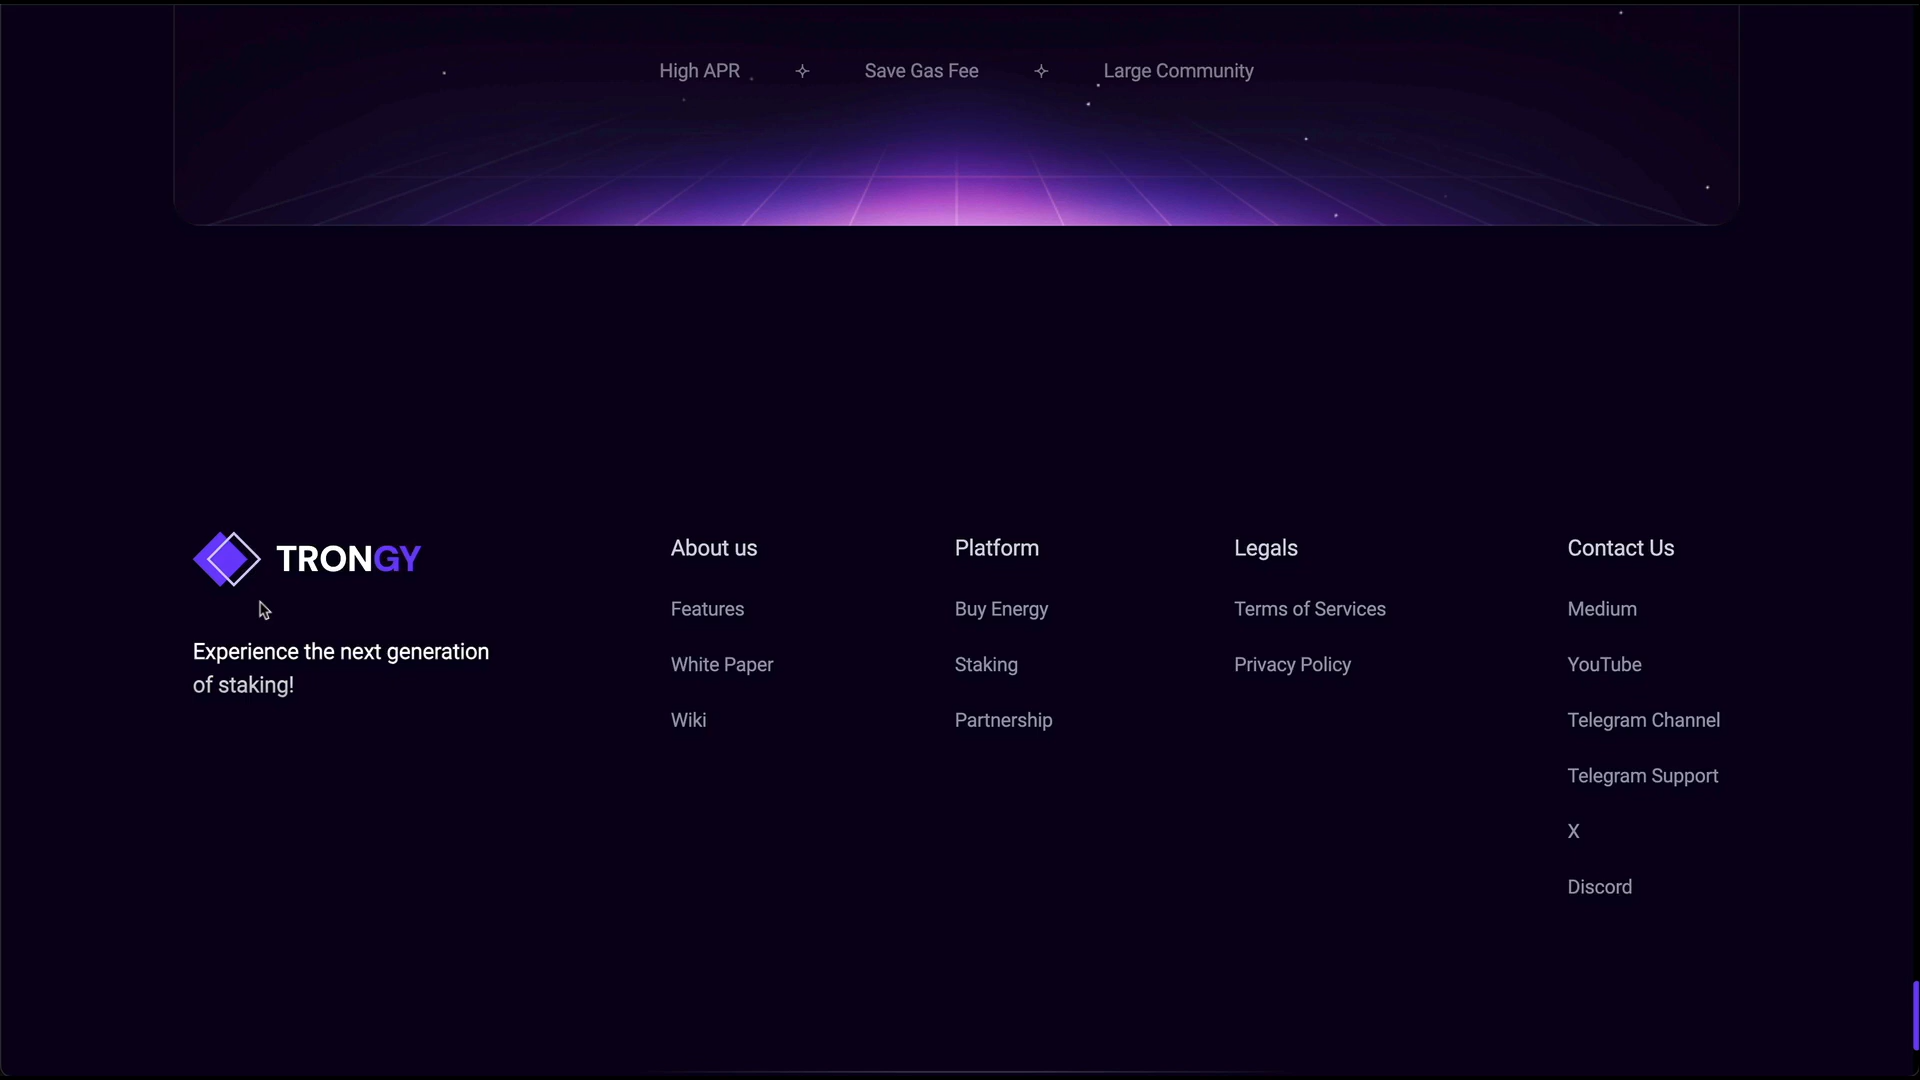 High APR
Save Gas Fee
Large Community
TRONGY
Experience the next generation
of staking!
About us
Features
White Paper
Wiki
Platform
Buy Energy
Staking
Partnership
Legals
Terms of Services
Privacy Policy
Contact Us
Medium
YouTube
Telegram Channel
Telegram Support
X
Discord